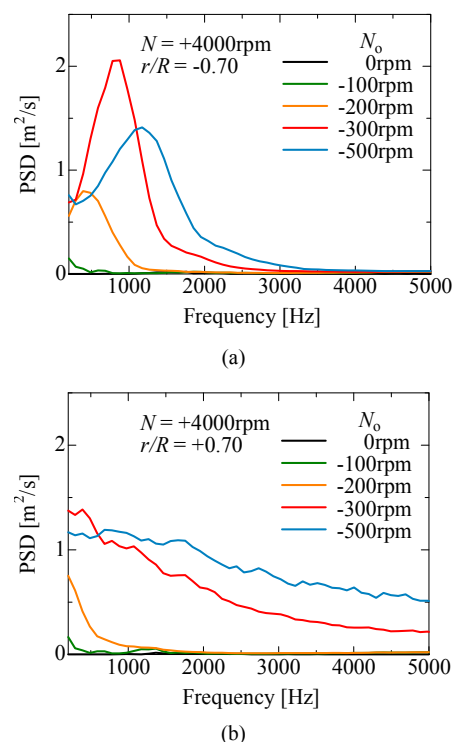 N = +4000rpm
r/R = -0.70
Nₒ
0rpm
-100rpm
-200rpm
-300rpm
-500rpm
PSD [m²/s]
2
1
0
1000 2000 3000 4000 5000
Frequency [Hz]
(a)
N = +4000rpm
r/R = +0.70
Nₒ
0rpm
-100rpm
-200rpm
-300rpm
-500rpm
PSD [m²/s]
2
1
0
1000 2000 3000 4000 5000
Frequency [Hz]
(b)